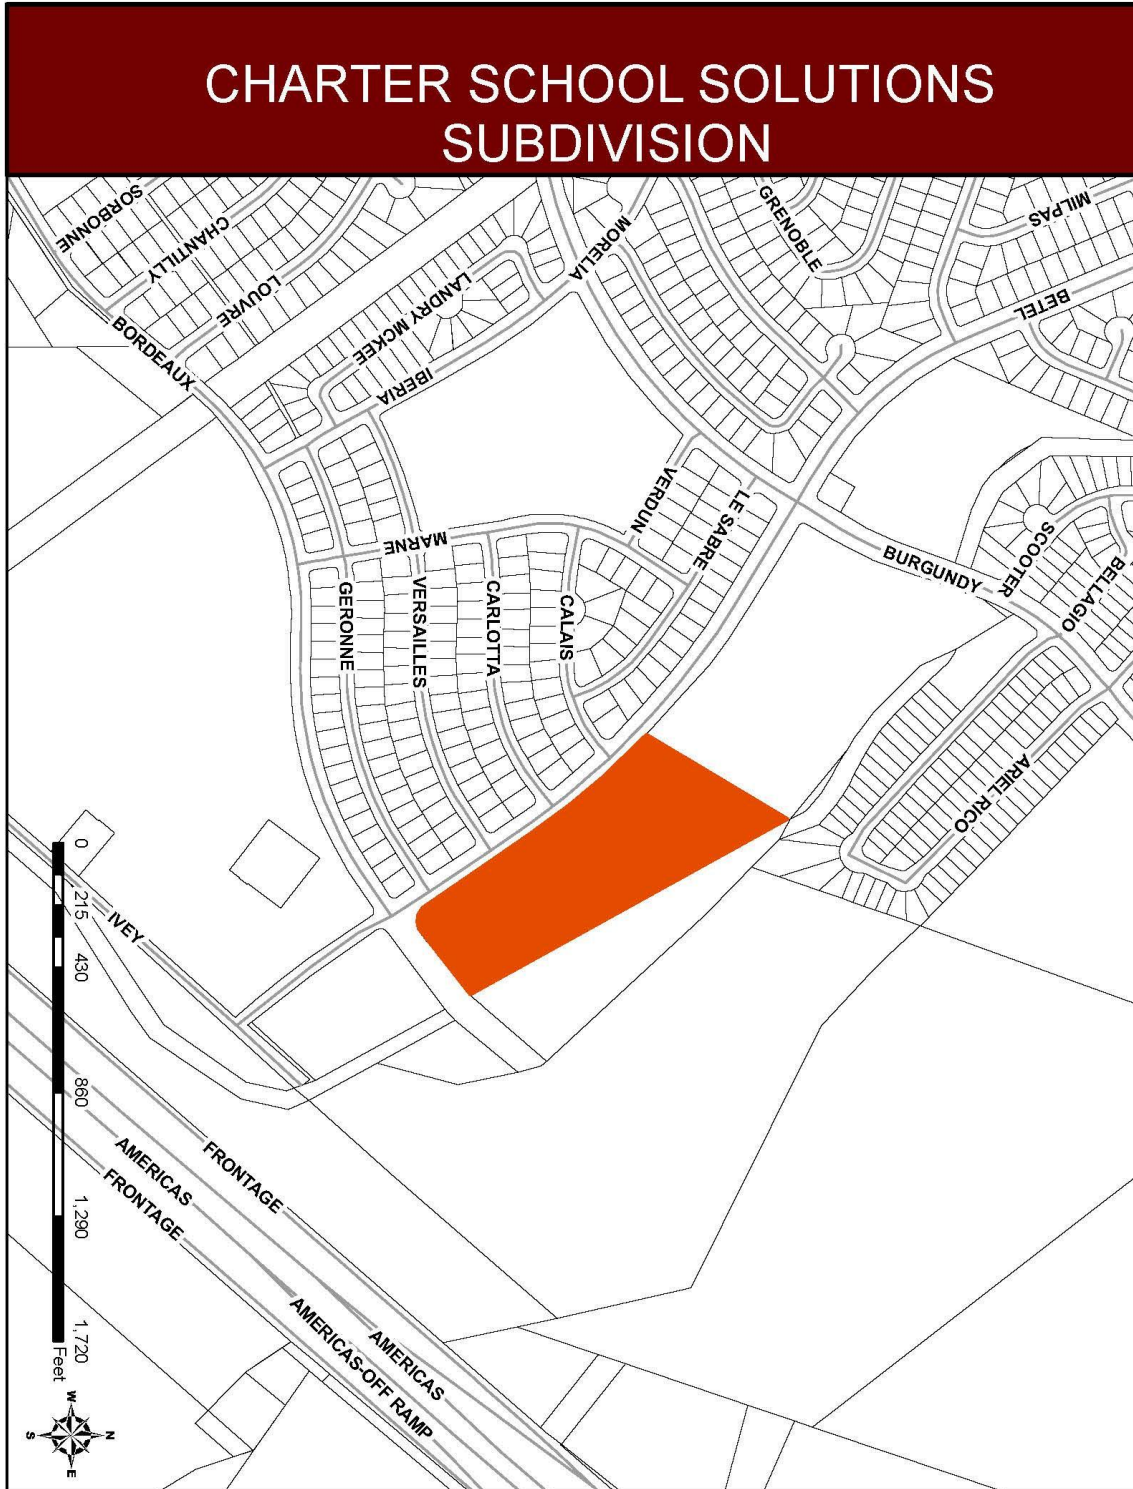 CHARTER SCHOOL SOLUTIONS
SUBDIVISION
SORBONNE
CHANTILLY
LOUVRE
BORDEAUX
LANDRY MCKEE
IBERIA
MORELIA
GRENOBLE
MILPAS
BETEL
VERDUN
LE SABRE
MARNE
BURGUNDY
SCOOTER
BELLAGIO
GERONNE
VERSAILLES
CARLOTTA
CALAIS
ARIEL RICO
IVEY
FRONTAGE
AMERICAS
FRONTAGE
AMERICAS
AMERICAS-OFF RAMP
0 215 430 860 1,290 1,720
Feet
N
W
E
S